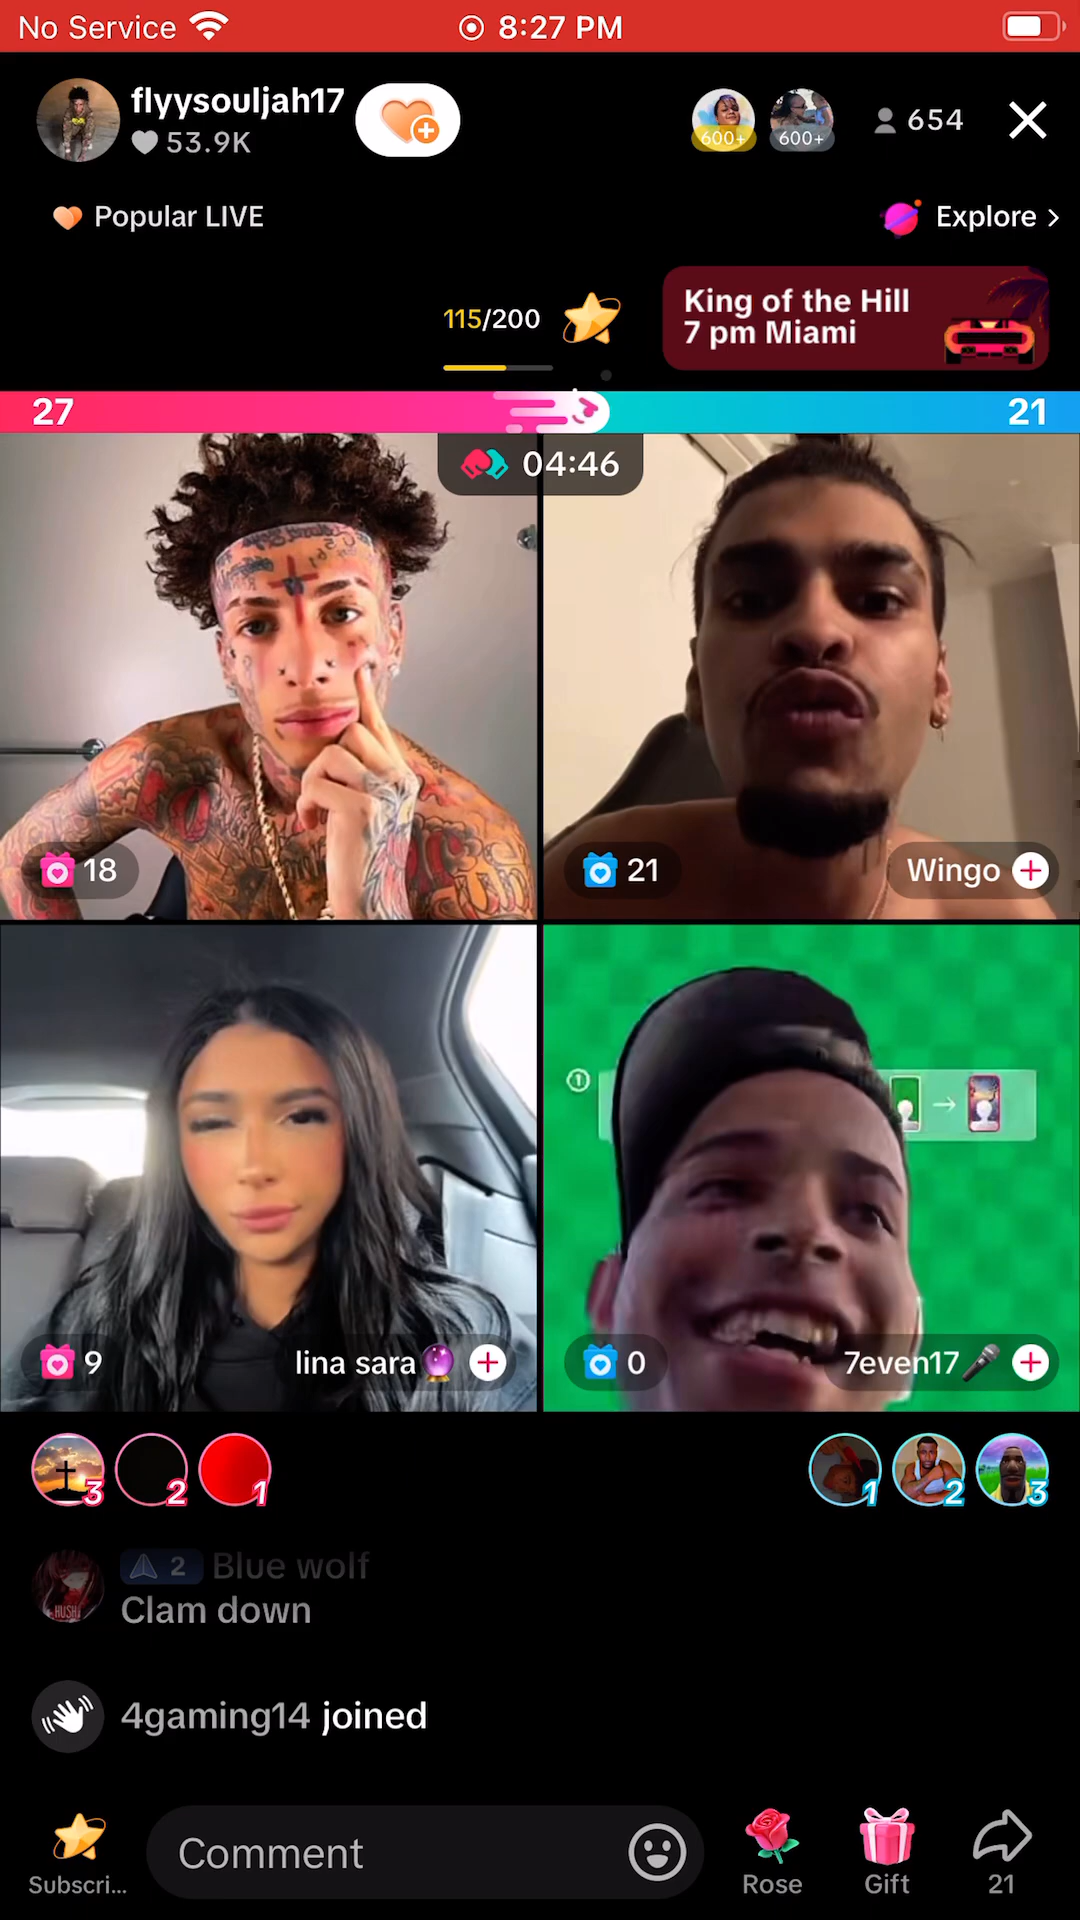 No Service 8:27 PM
flyysouljah17
53.9K
600+ 600+ 654
Popular LIVE
Explore >
115/200
King of the Hill
7 pm Miami
27 21
04:46
18
21 Wingo
9 lina sara
0 7even17
1
3 2 1
1 2 3
HUSH
2 Blue wolf
Clam down
4gaming14 joined
Subscri... Comment Rose Gift 21